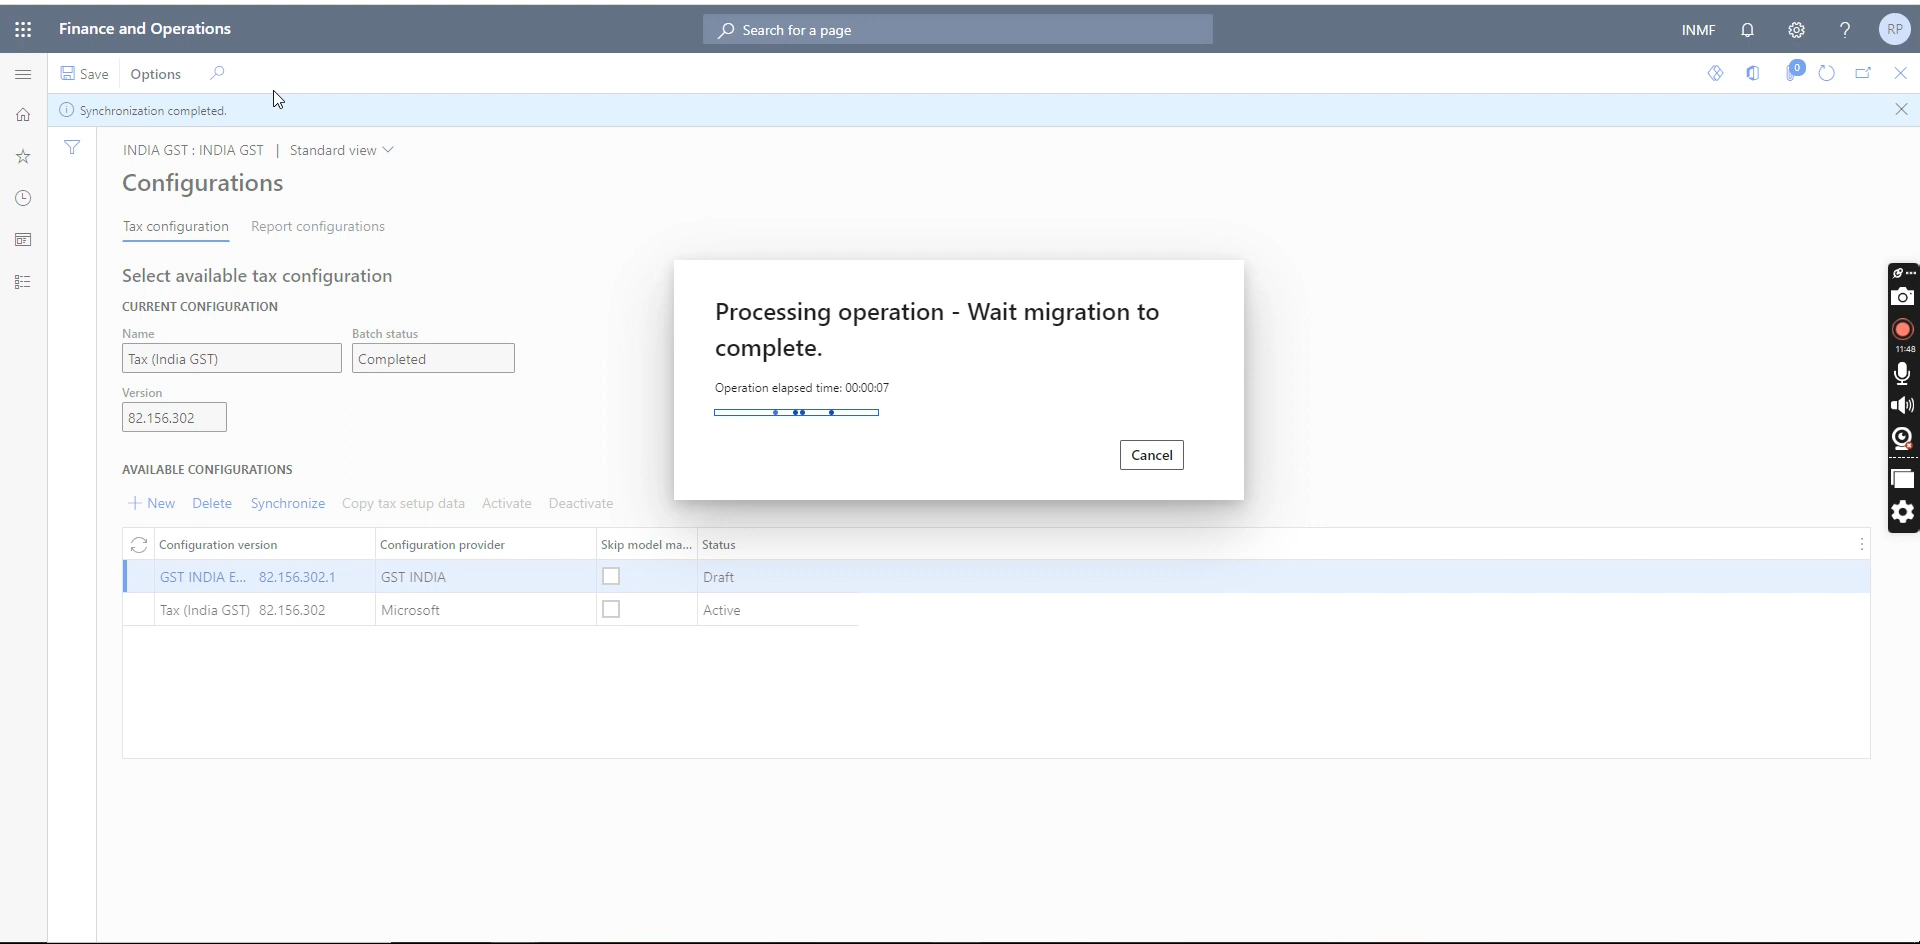 Finance and Operations
Search for a page
INMF
?
RP
Save
Options
0
Synchronization completed.
INDIA GST : INDIA GST | Standard view
Configurations
Tax configuration
Report configurations
Select available tax configuration
CURRENT CONFIGURATION
Name
Batch status
Tax (India GST)
Completed
Version
82.156.302
Processing operation - Wait migration to
complete.
Operation elapsed time: 00:00:07
Cancel
11:48
AVAILABLE CONFIGURATIONS
New
Delete
Synchronize
Copy tax setup data
Activate
Deactivate
Configuration version
Configuration provider
Skip model ma...
Status
GST INDIA E... 82.156.302.1
GST INDIA
Draft
Tax (India GST) 82.156.302
Microsoft
Active